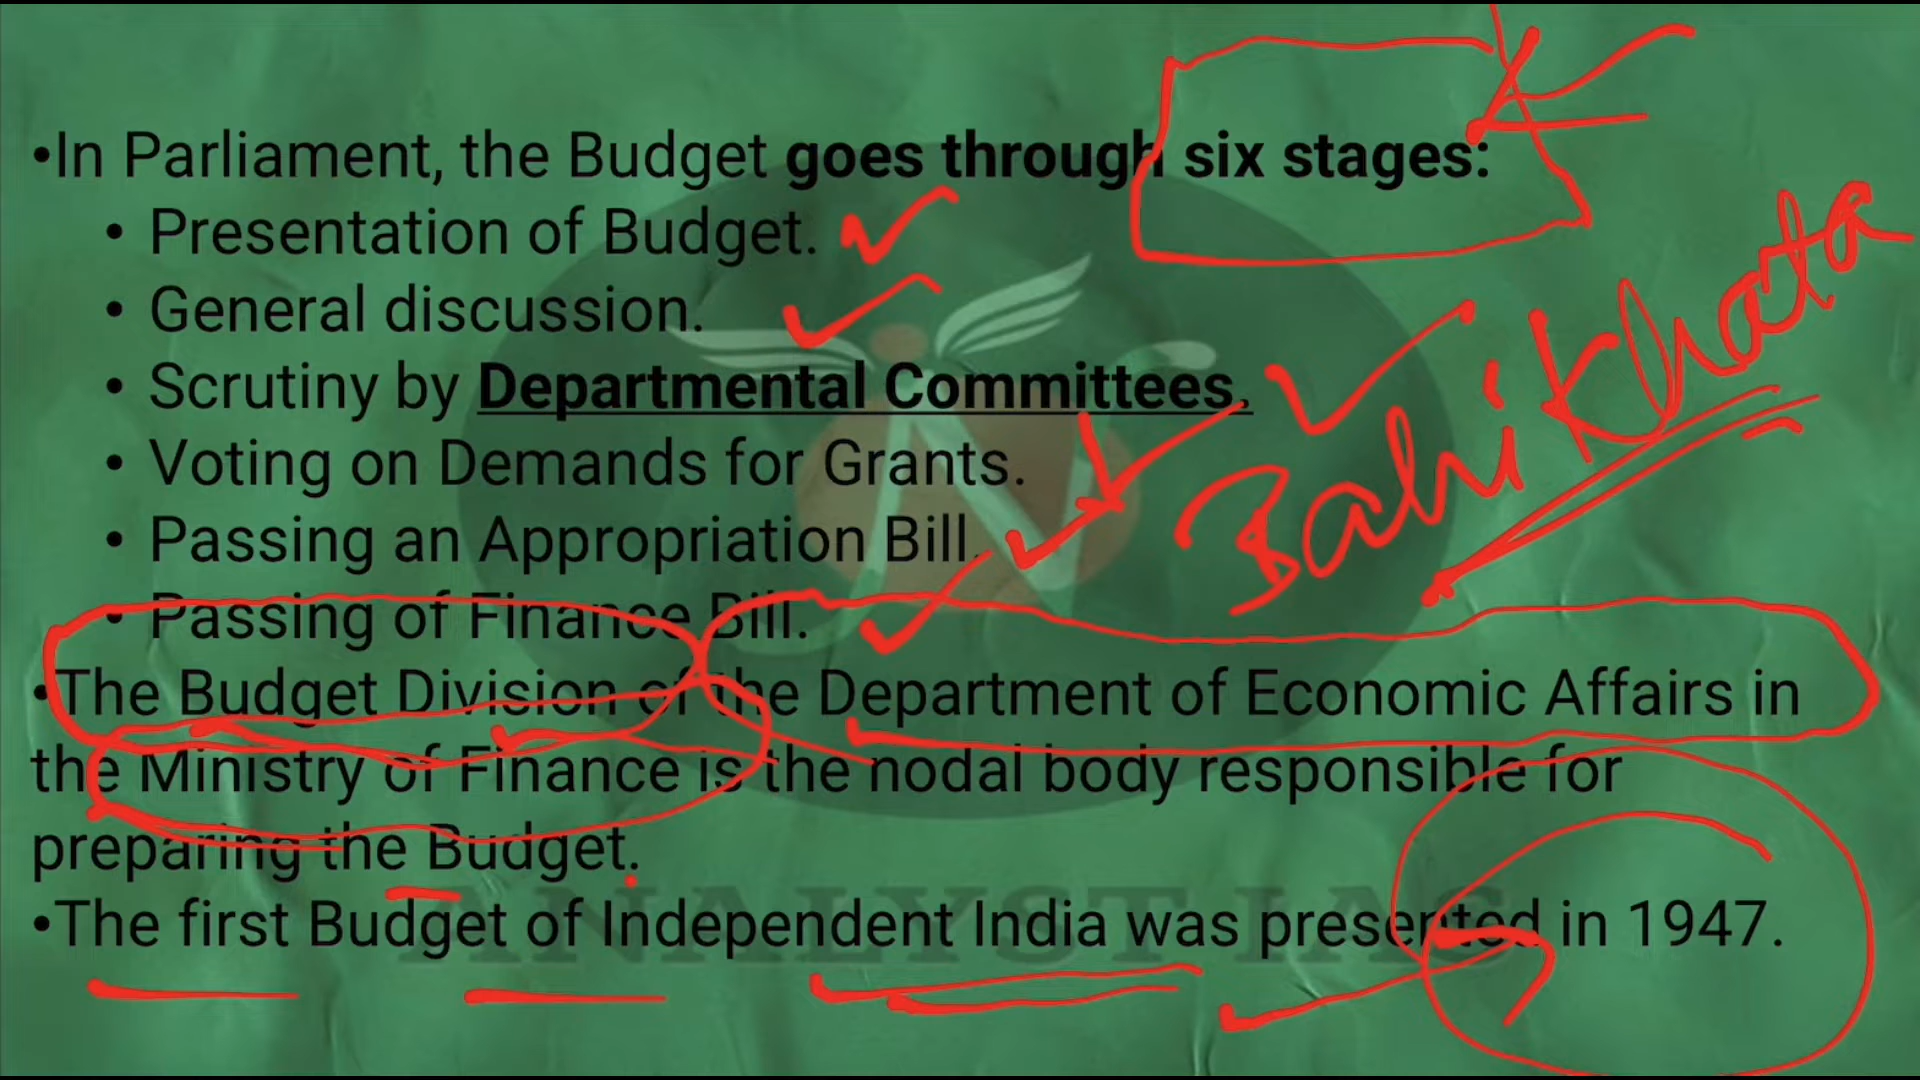 •In Parliament, the Budget goes through six stages:
• Presentation of Budget.
• General discussion.
• Scrutiny by Departmental Committees.
• Voting on Demands for Grants.
• Passing an Appropriation Bill.
• Passing of Finance Bill.
Bahi Khata
•The Budget Division of the Department of Economic Affairs in
the Ministry of Finance is the nodal body responsible for
preparing the Budget.
•The first Budget of Independent India was presented in 1947.
ANALYST IAS